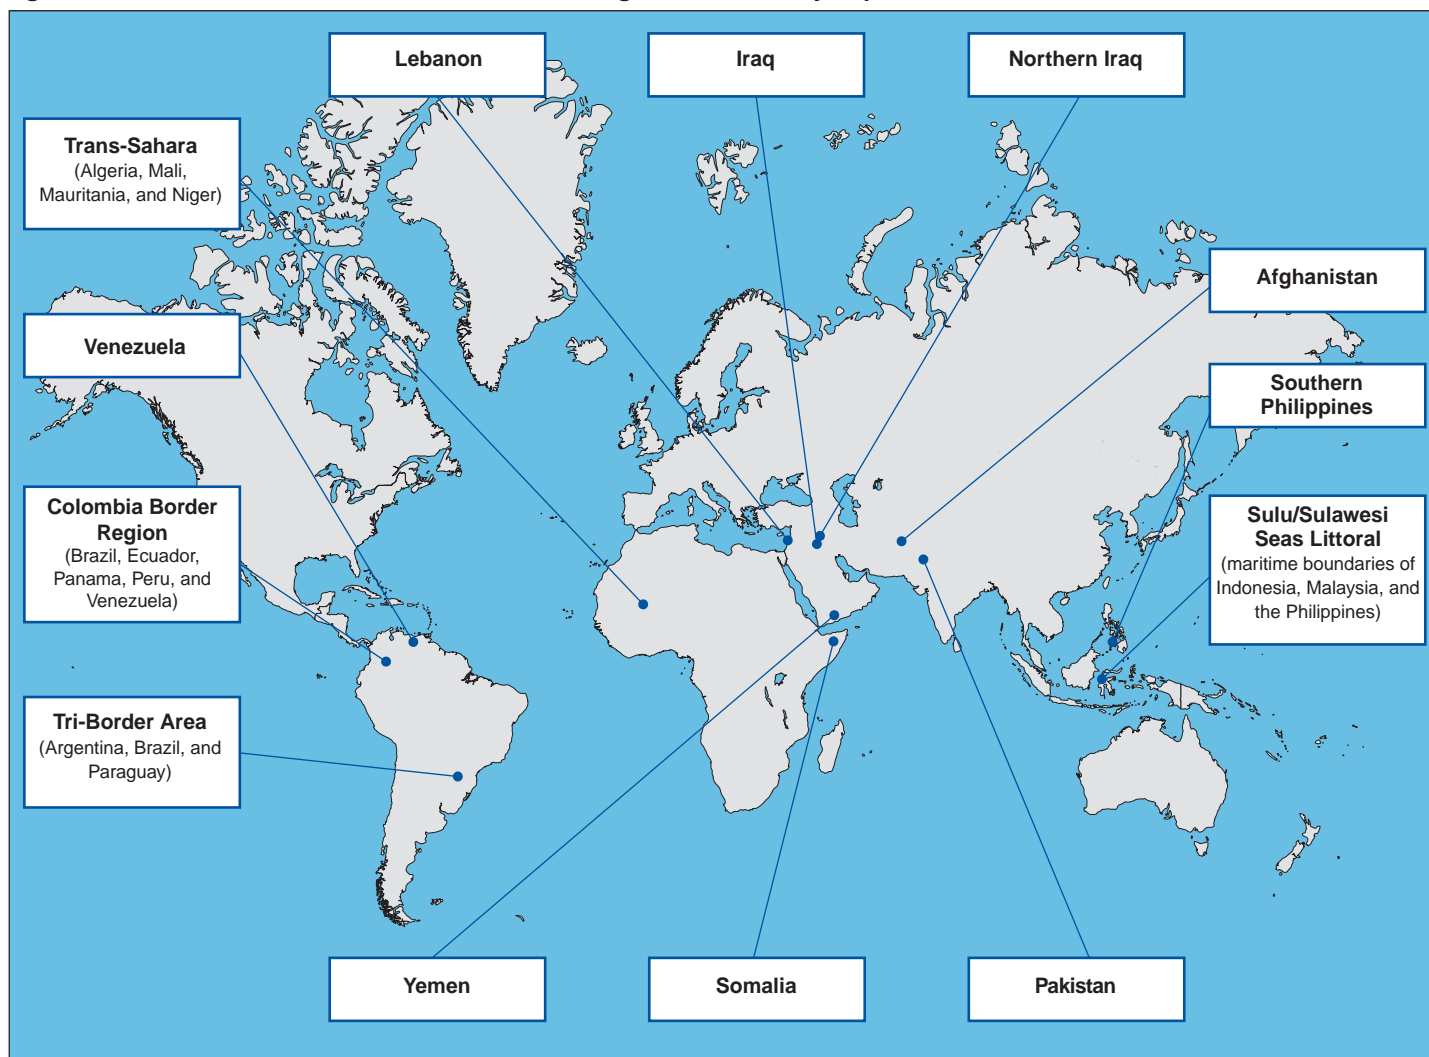 Lebanon
Iraq
Northern Iraq
Trans-Sahara
(Algeria, Mali,
Mauritania, and Niger)
Afghanistan
Venezuela
Southern
Philippines
Colombia Border
Region
(Brazil, Ecuador,
Panama, Peru, and
Venezuela)
Sulu/Sulawesi
Seas Littoral
(maritime boundaries of
Indonesia, Malaysia, and
the Philippines)
Tri-Border Area
(Argentina, Brazil, and
Paraguay)
Yemen
Somalia
Pakistan